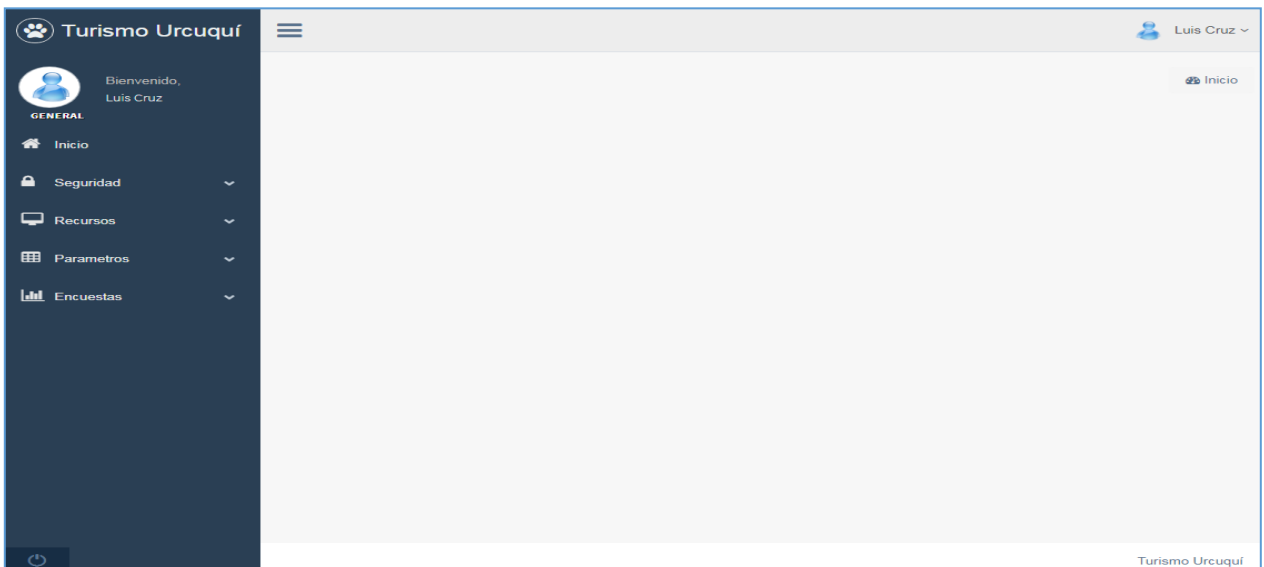 Turismo Urcuquí
Luis Cruz
Bienvenido,
Luis Cruz
GENERAL
Inicio
Inicio
Seguridad
Recursos
Parametros
Encuestas
Turismo Urcuquí